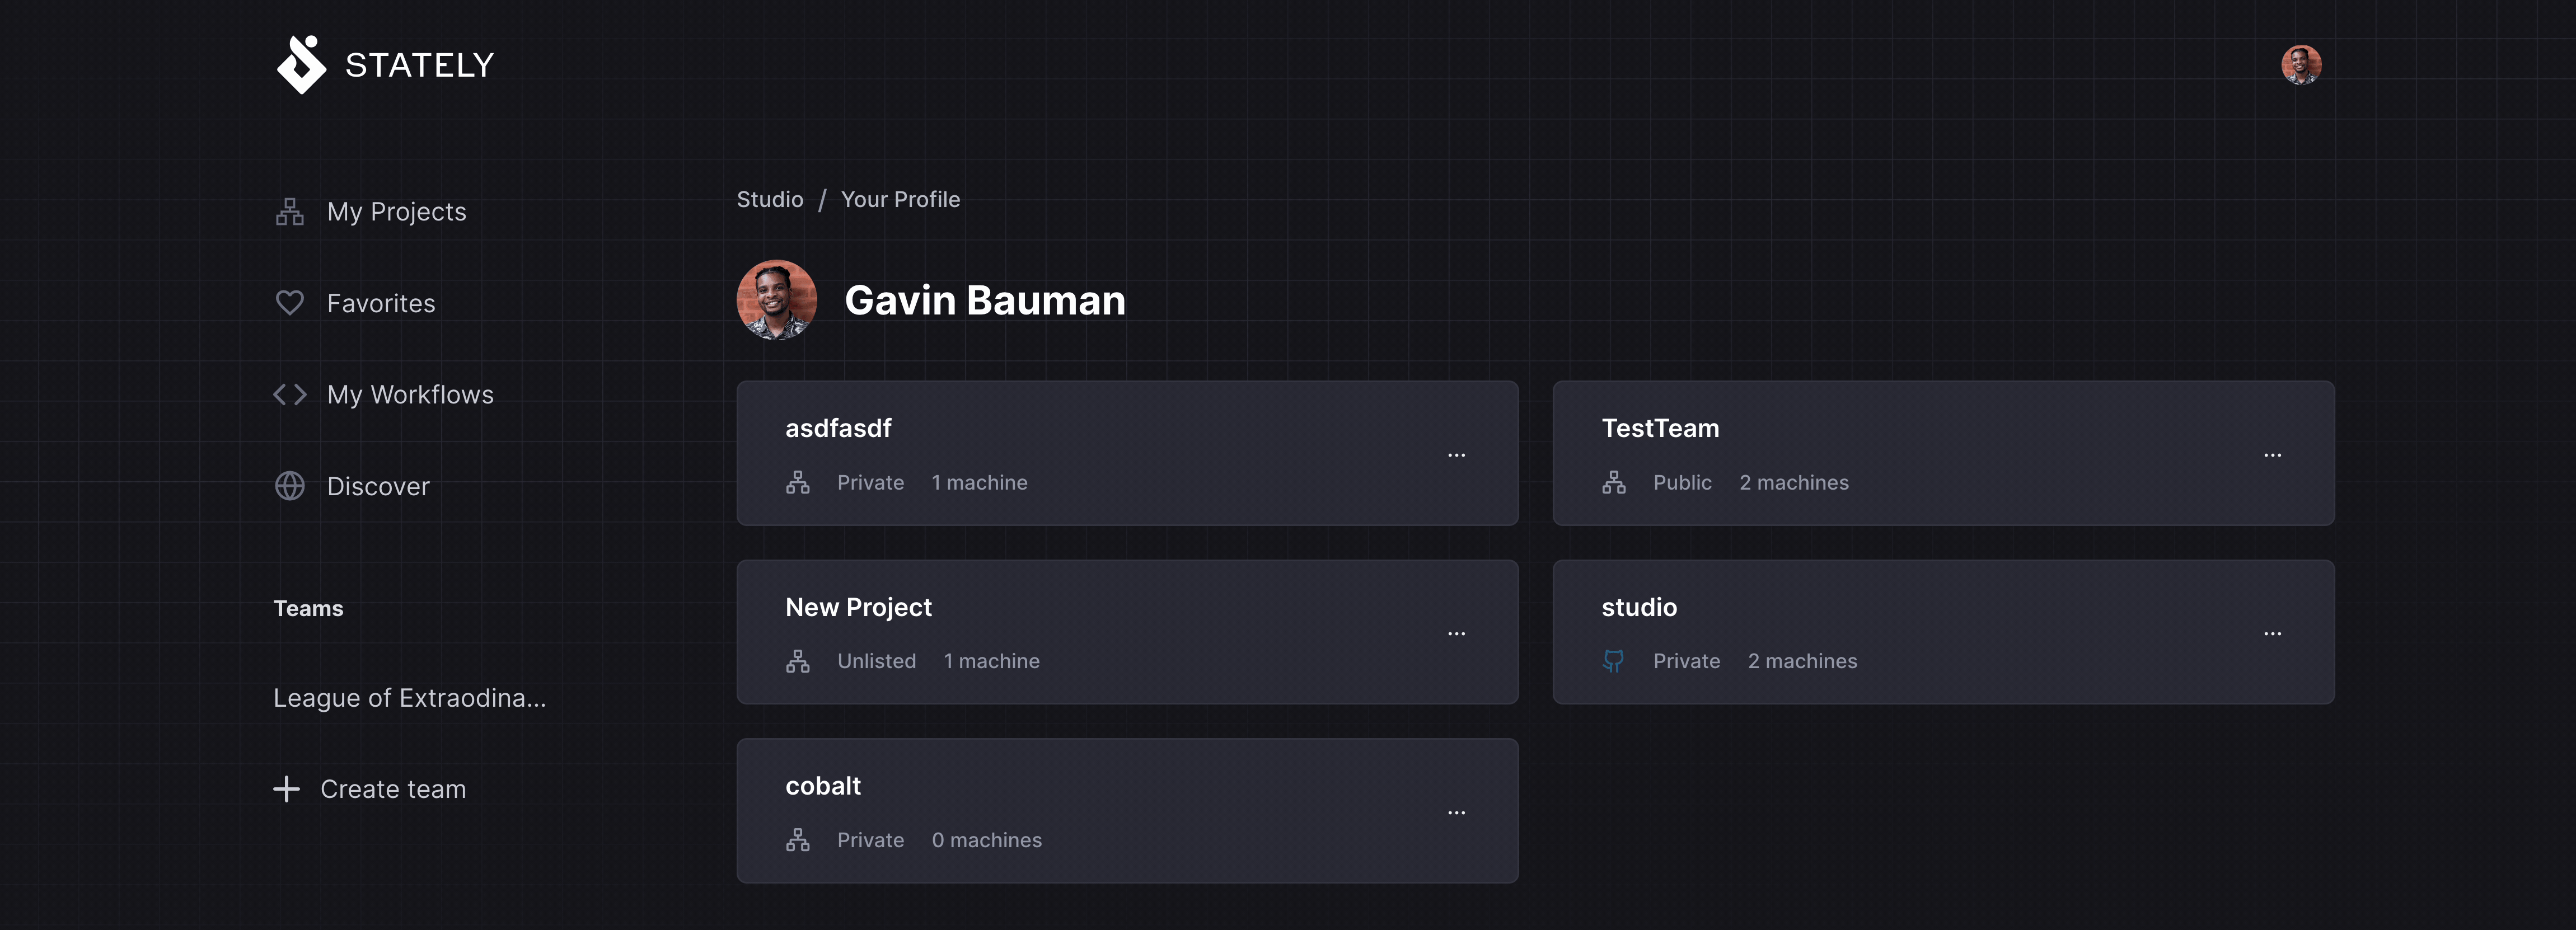 STATELY
My Projects
Favorites
My Workflows
Discover
Teams
League of Extraodina...
Create team
Studio / Your Profile
Gavin Bauman
asdfasdf
...
Private 1 machine
TestTeam
...
Public 2 machines
New Project
...
Unlisted 1 machine
studio
...
Private 2 machines
cobalt
...
Private 0 machines